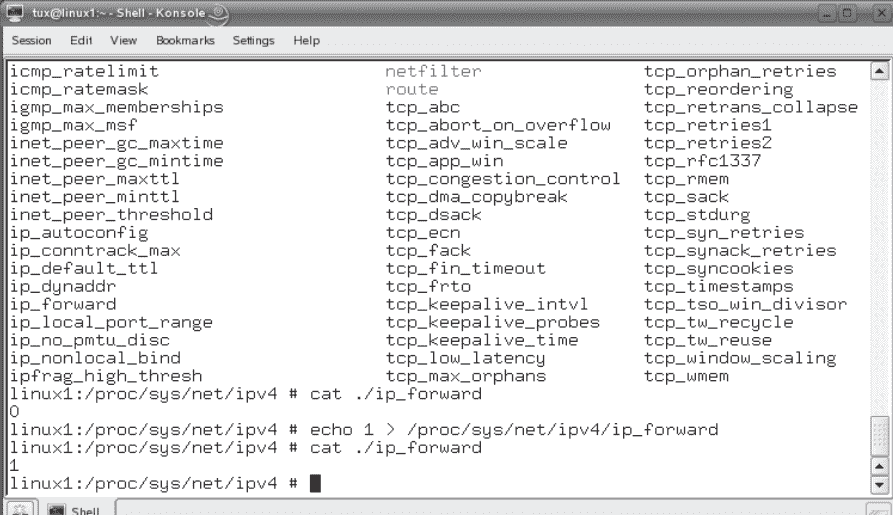 tux@linux1:~ - Shell - Konsole
Session Edit View Bookmarks Settings Help
icmp_ratelimit netfilter tcp_orphan_retries
icmp_ratemask route tcp_reordering
igmp_max_memberships tcp_abc tcp_retrans_collapse
igmp_max_msf tcp_abort_on_overflow tcp_retries1
inet_peer_gc_maxtime tcp_adv_win_scale tcp_retries2
inet_peer_gc_mintime tcp_app_win tcp_rfc1337
inet_peer_maxttl tcp_congestion_control tcp_rmem
inet_peer_minttl tcp_dma_copybreak tcp_sack
inet_peer_threshold tcp_dsack tcp_stdurg
ip_autoconfig tcp_ecn tcp_syn_retries
ip_conntrack_max tcp_fack tcp_synack_retries
ip_default_ttl tcp_fin_timeout tcp_syncookies
ip_dynaddr tcp_frto tcp_timestamps
ip_forward tcp_keepalive_intvl tcp_tso_win_divisor
ip_local_port_range tcp_keepalive_probes tcp_tw_recycle
ip_no_pmtu_disc tcp_keepalive_time tcp_tw_reuse
ip_nonlocal_bind tcp_low_latency tcp_window_scaling
ipfrag_high_thresh tcp_max_orphans tcp_wmem
linux1:/proc/sys/net/ipv4 # cat ./ip_forward
0
linux1:/proc/sys/net/ipv4 # echo 1 > /proc/sys/net/ipv4/ip_forward
linux1:/proc/sys/net/ipv4 # cat ./ip_forward
1
linux1:/proc/sys/net/ipv4 #
Shell